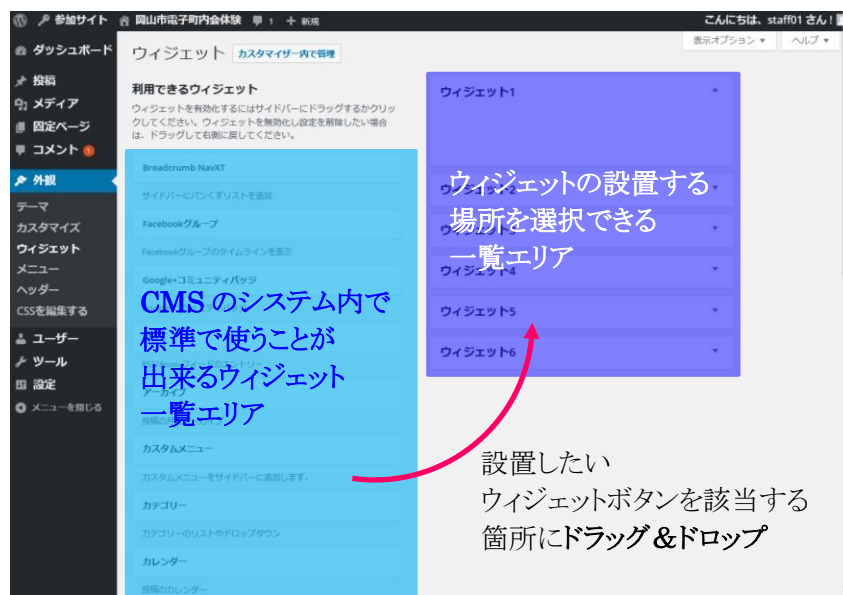 参加サイト 岡山市電子町内会体験 1 + 新規 こんにちは、staff01 さん!
表示オプション ▼ ヘルプ ▼
ダッシュボード
投稿
メディア
固定ページ
コメント 1
外観
テーマ
カスタマイズ
ウィジェット
メニュー
ヘッダー
CSSを編集する
ユーザー
ツール
設定
メニューを閉じる
ウィジェット カスタマイザー内で管理
利用できるウィジェット
ウィジェットを有効化するにはサイドバーにドラッグするかクリッ
クしてください。ウィジェットを無効化し設定を削除したい場合
は、ドラッグして右側に戻してください。
Breadcrumb NavXT
サイドバーにパンくずリストを追加
Facebookグループ
Facebookグループのタイムラインを表示
Google+コミュニティバッジ
CMS のシステム内で
標準で使うことが
出来るウィジェット
一覧エリア
アーカイブ
カスタムメニュー
カスタムメニューをサイドバーに追加します。
カテゴリー
カテゴリーのリストやドロップダウン
カレンダー
投稿のカレンダー
ウィジェット1
ウィジェットの設置する
場所を選択できる
一覧エリア
ウィジェット2
ウィジェット3
ウィジェット4
ウィジェット5
ウィジェット6
設置したい
ウィジェットボタンを該当する
箇所にドラッグ&ドロップ